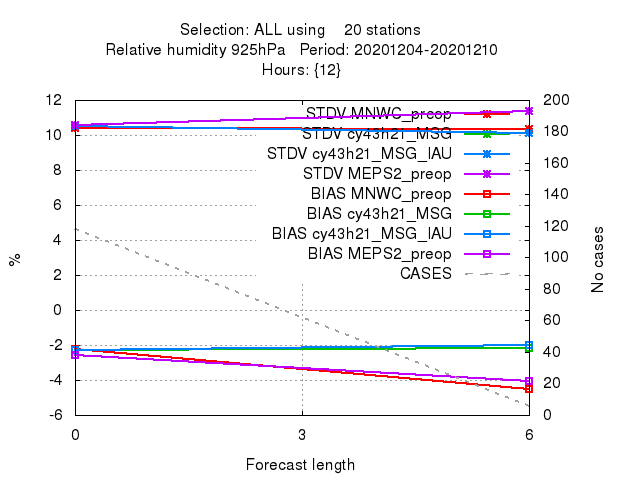 Selection: ALL using 20 stations
Relative humidity 925hPa Period: 20201204-20201210
Hours: {12}
12
10
8
6
4
2
0
-2
-4
-6
%
200
180
160
140
120
100
80
60
40
20
0
No cases
STDV MNWC_preop
STDV cy43h21_MSG
STDV cy43h21_MSG_IAU
STDV MEPS2_preop
BIAS MNWC_preop
BIAS cy43h21_MSG
BIAS cy43h21_MSG_IAU
BIAS MEPS2_preop
CASES
0 3 6
Forecast length